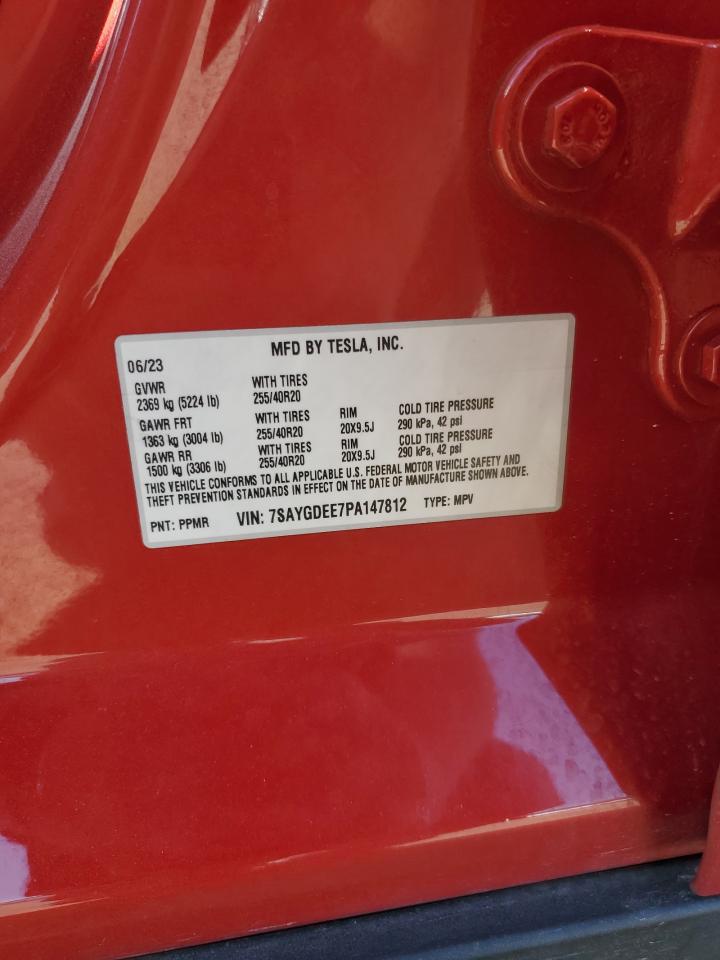 MFD BY TESLA, INC.
06/23
GVWR WITH TIRES
2369 kg (5224 lb) 255/40R20
GAWR FRT WITH TIRES RIM COLD TIRE PRESSURE
1363 kg (3004 lb) 255/40R20 20X9.5J 290 kPa, 42 psi
GAWR RR WITH TIRES RIM COLD TIRE PRESSURE
1500 kg (3306 lb) 255/40R20 20X9.5J 290 kPa, 42 psi
THIS VEHICLE CONFORMS TO ALL APPLICABLE U.S. FEDERAL MOTOR VEHICLE SAFETY AND
THEFT PREVENTION STANDARDS IN EFFECT ON THE DATE OF MANUFACTURE SHOWN ABOVE.
PNT: PPMR VIN: 7SAYGDEE7PA147812 TYPE: MPV